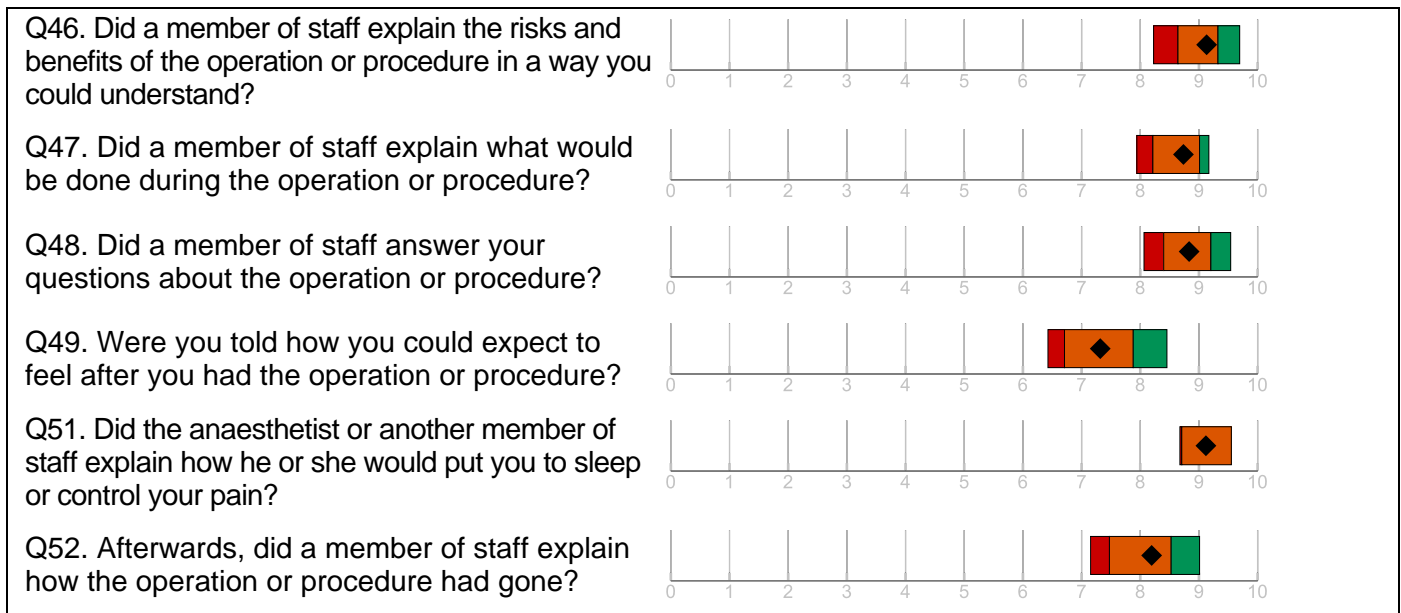 Q46. Did a member of staff explain the risks and
benefits of the operation or procedure in a way you
could understand?
0 1 2 3 4 5 6 7 8 9 10
Q47. Did a member of staff explain what would
be done during the operation or procedure?
0 1 2 3 4 5 6 7 8 9 10
Q48. Did a member of staff answer your
questions about the operation or procedure?
0 1 2 3 4 5 6 7 8 9 10
Q49. Were you told how you could expect to
feel after you had the operation or procedure?
0 1 2 3 4 5 6 7 8 9 10
Q51. Did the anaesthetist or another member of
staff explain how he or she would put you to sleep
or control your pain?
0 1 2 3 4 5 6 7 8 9 10
Q52. Afterwards, did a member of staff explain
how the operation or procedure had gone?
0 1 2 3 4 5 6 7 8 9 10